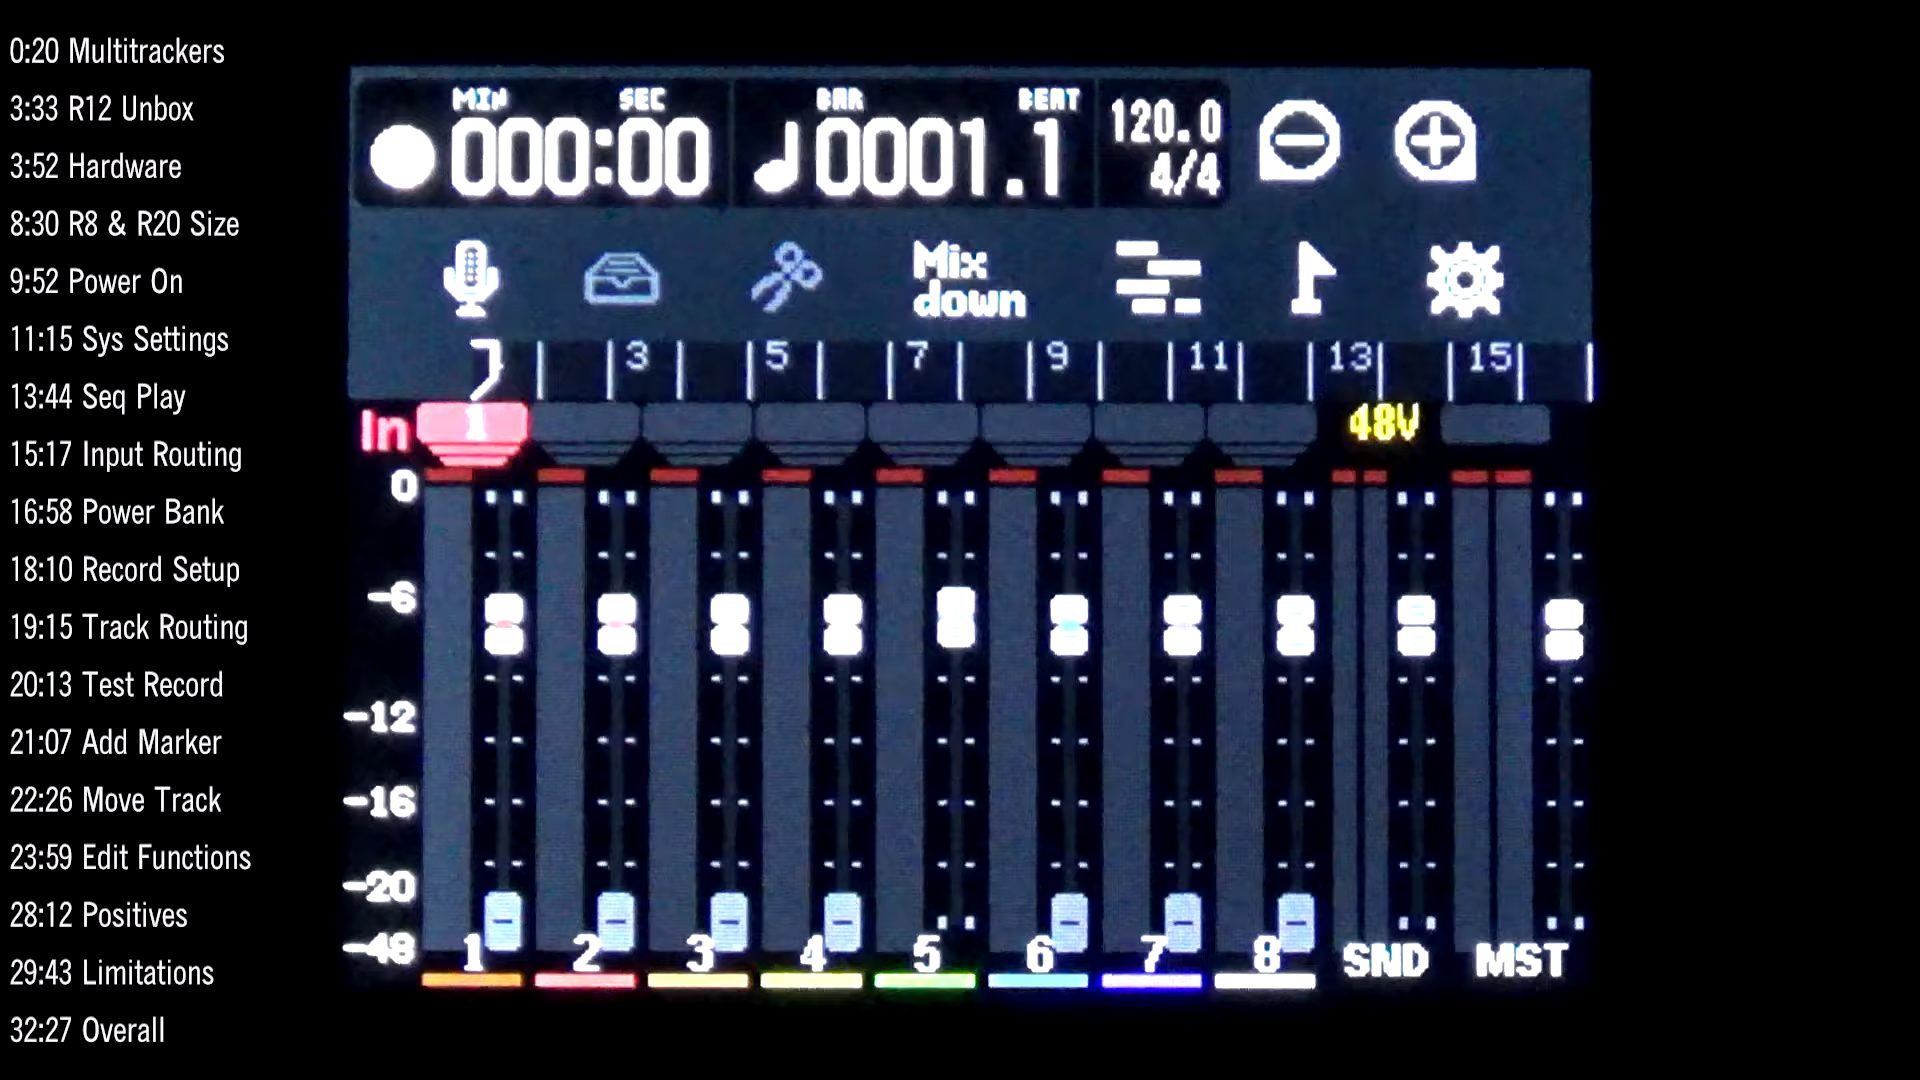 0:20 Multitrackers
3:33 R12 Unbox
3:52 Hardware
8:30 R8 & R20 Size
9:52 Power On
11:15 Sys Settings
13:44 Seq Play
15:17 Input Routing
16:58 Power Bank
18:10 Record Setup
19:15 Track Routing
20:13 Test Record
21:07 Add Marker
22:26 Move Track
23:59 Edit Functions
28:12 Positives
29:43 Limitations
32:27 Overall
MIN SEC BAR BEAT
000:00 0001.1 120.0
4/4
Mix
down
3 5 7 9 11 13 15
In 1 48V
0
-6
-12
-16
-20
-48
1 2 3 4 5 6 7 8 SND MST